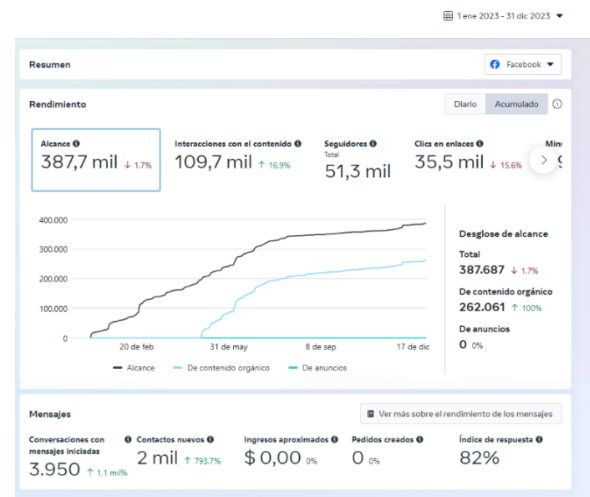 1 ene 2023 - 31 dic 2023
Resumen
Facebook
Rendimiento
Diario Acumulado
Alcance
387,7 mil ↓ 1.7%
Interacciones con el contenido
109,7 mil ↑ 16.9%
Seguidores
Total
51,3 mil
Clics en enlaces
35,5 mil ↓ 15.6%
400.000
300.000
200.000
100.000
0
20 de feb 31 de may 8 de sep 17 de dic
Alcance De contenido orgánico De anuncios
Desglose de alcance
Total
387.687 ↓ 1.7%
De contenido orgánico
262.061 ↑ 100%
De anuncios
0 0%
Mensajes
Ver más sobre el rendimiento de los mensajes
Conversaciones con
mensajes iniciadas
3.950 ↑ 1.1 mil%
Contactos nuevos
2 mil ↑ 793.7%
Ingresos aproximados
$ 0,00 0%
Pedidos creados
0 0%
Índice de respuesta
82%